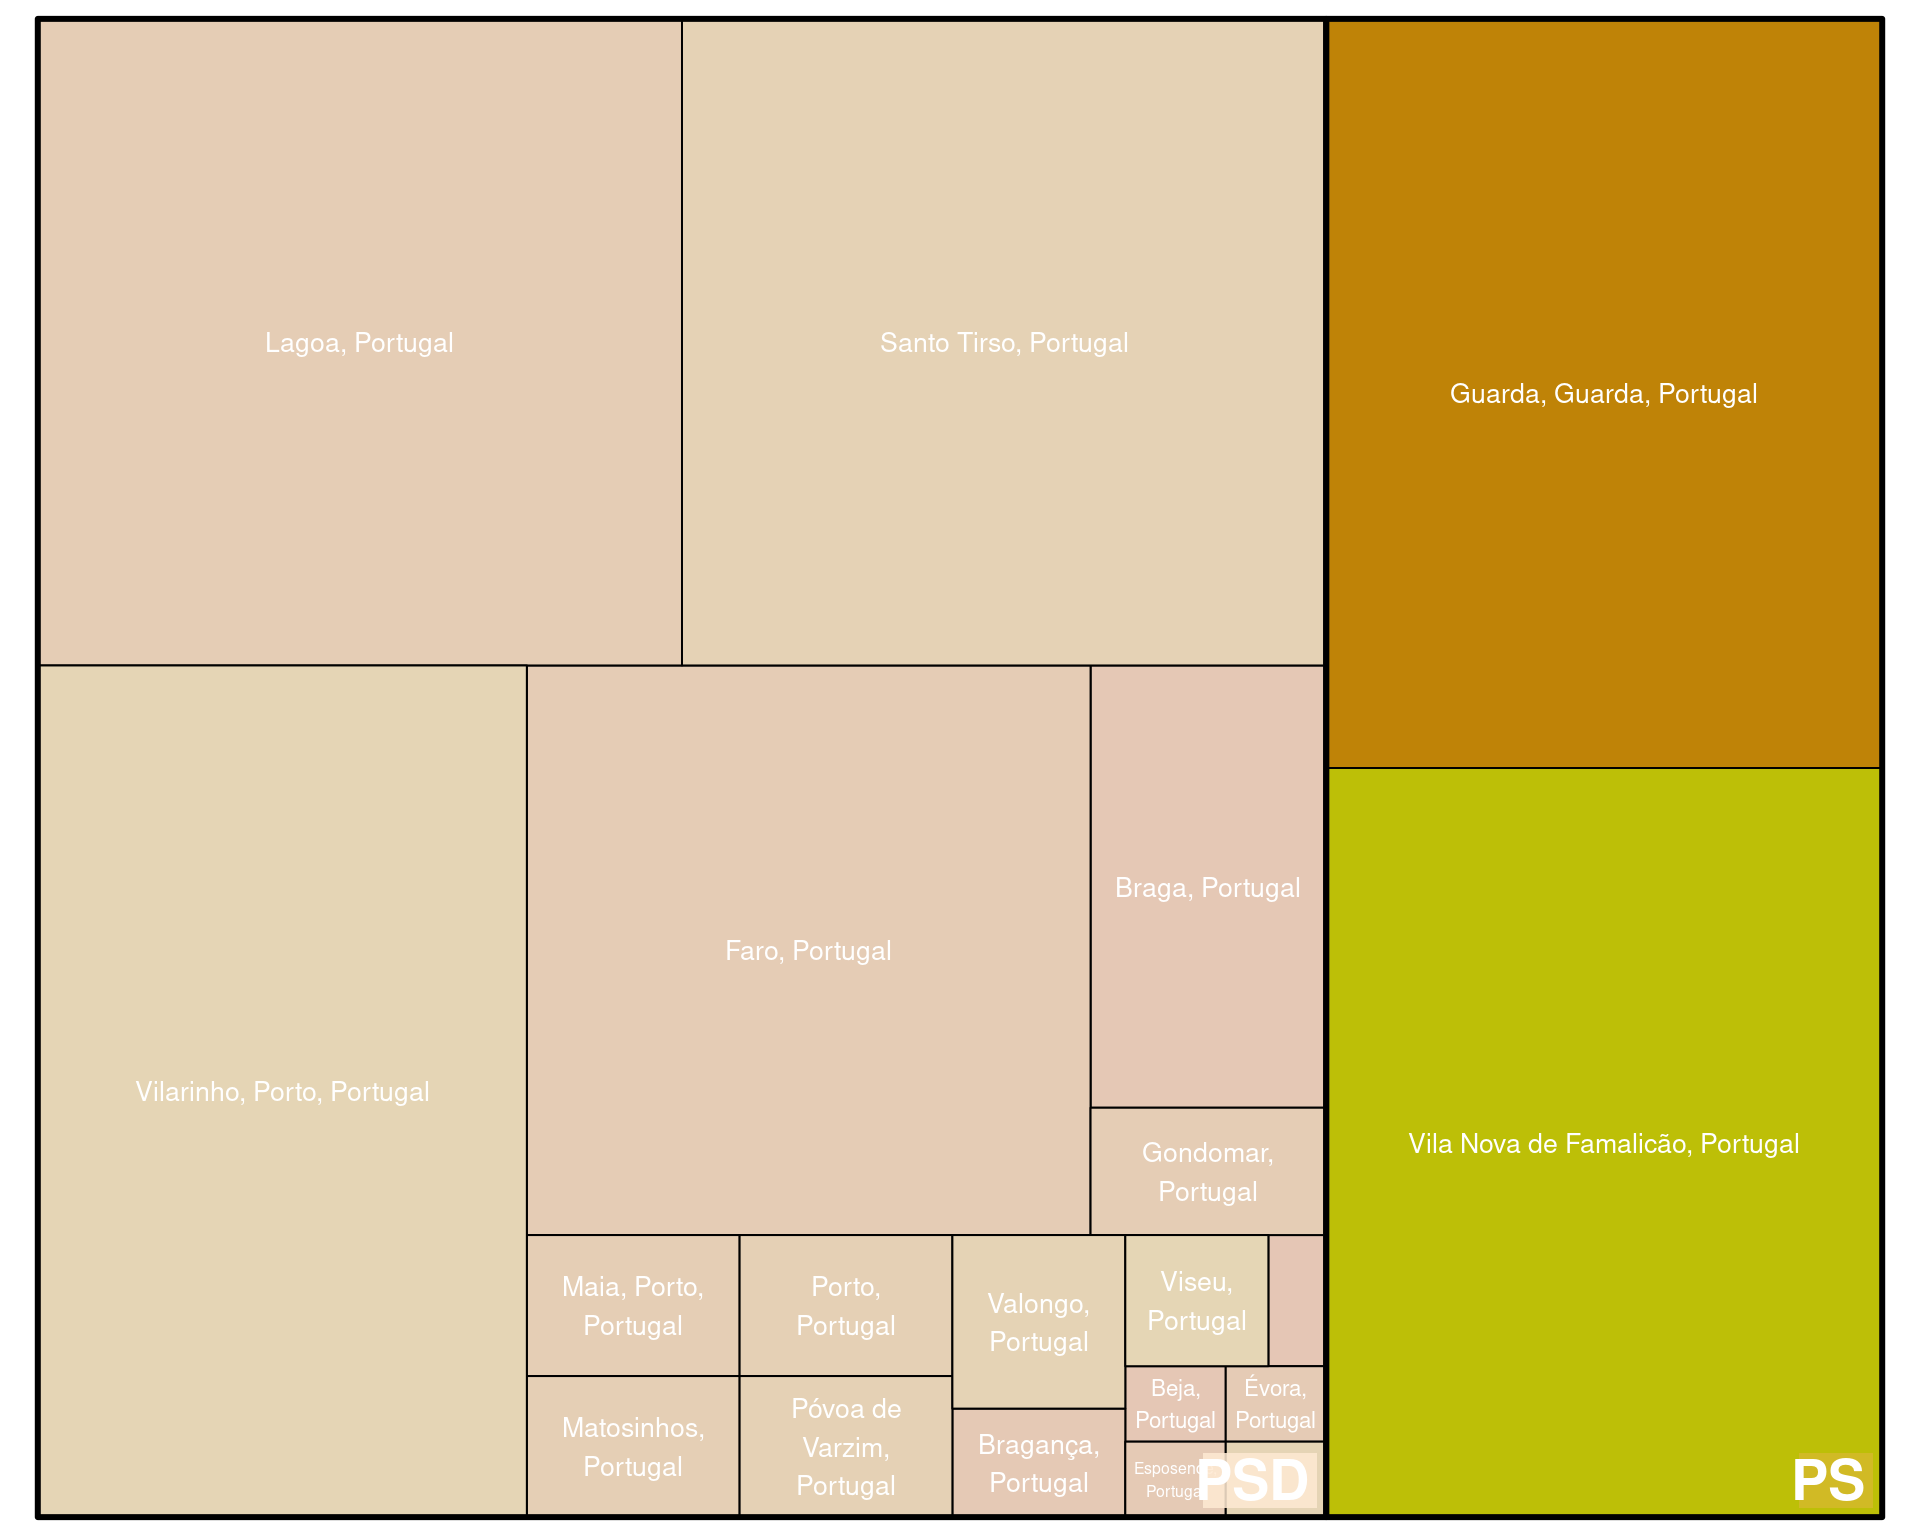 Lagoa, Portugal
Santo Tirso, Portugal
Guarda, Guarda, Portugal
Vilarinho, Porto, Portugal
Faro, Portugal
Braga, Portugal
Gondomar,
Portugal
Vila Nova de Famalicão, Portugal
Maia, Porto,
Portugal
Porto,
Portugal
Matosinhos,
Portugal
Póvoa de
Varzim,
Portugal
Valongo,
Portugal
Bragança,
Portugal
Viseu,
Portugal
Beja,
Portugal
Évora,
Portugal
Portugal
PSD
PS